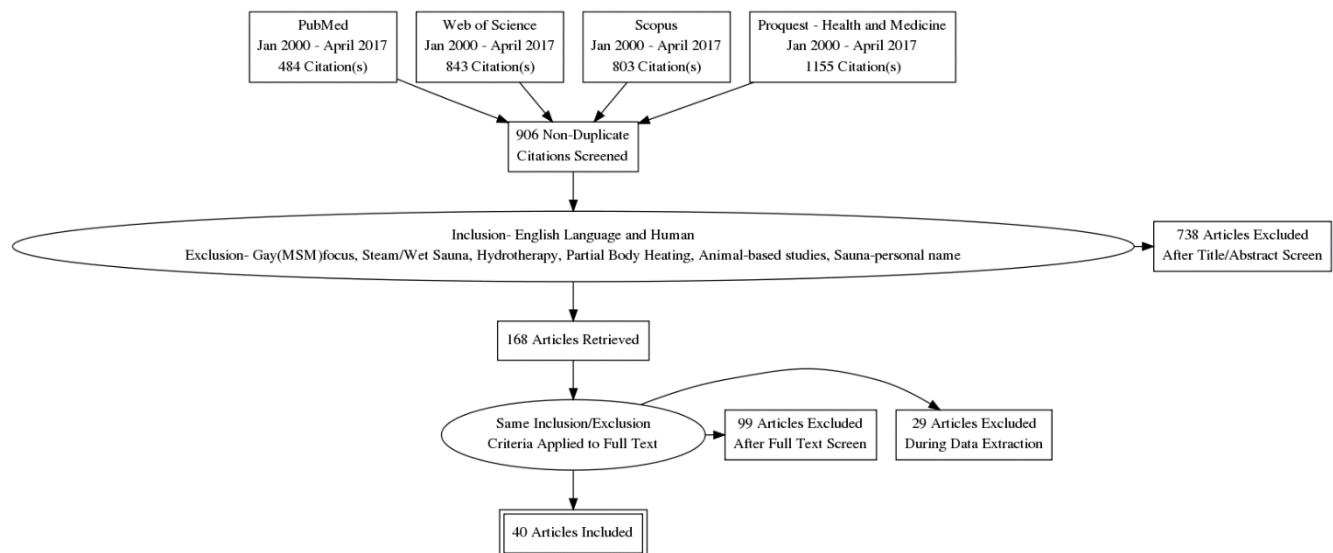 PubMed
Jan 2000 - April 2017
484 Citation(s)
Web of Science
Jan 2000 - April 2017
843 Citation(s)
Scopus
Jan 2000 - April 2017
803 Citation(s)
Proquest - Health and Medicine
Jan 2000 - April 2017
1155 Citation(s)
906 Non-Duplicate
Citations Screened
Inclusion- English Language and Human
Exclusion- Gay(MSM)focus, Steam/Wet Sauna, Hydrotherapy, Partial Body Heating, Animal-based studies, Sauna-personal name
738 Articles Excluded
After Title/Abstract Screen
168 Articles Retrieved
Same Inclusion/Exclusion
Criteria Applied to Full Text
99 Articles Excluded
After Full Text Screen
29 Articles Excluded
During Data Extraction
40 Articles Included